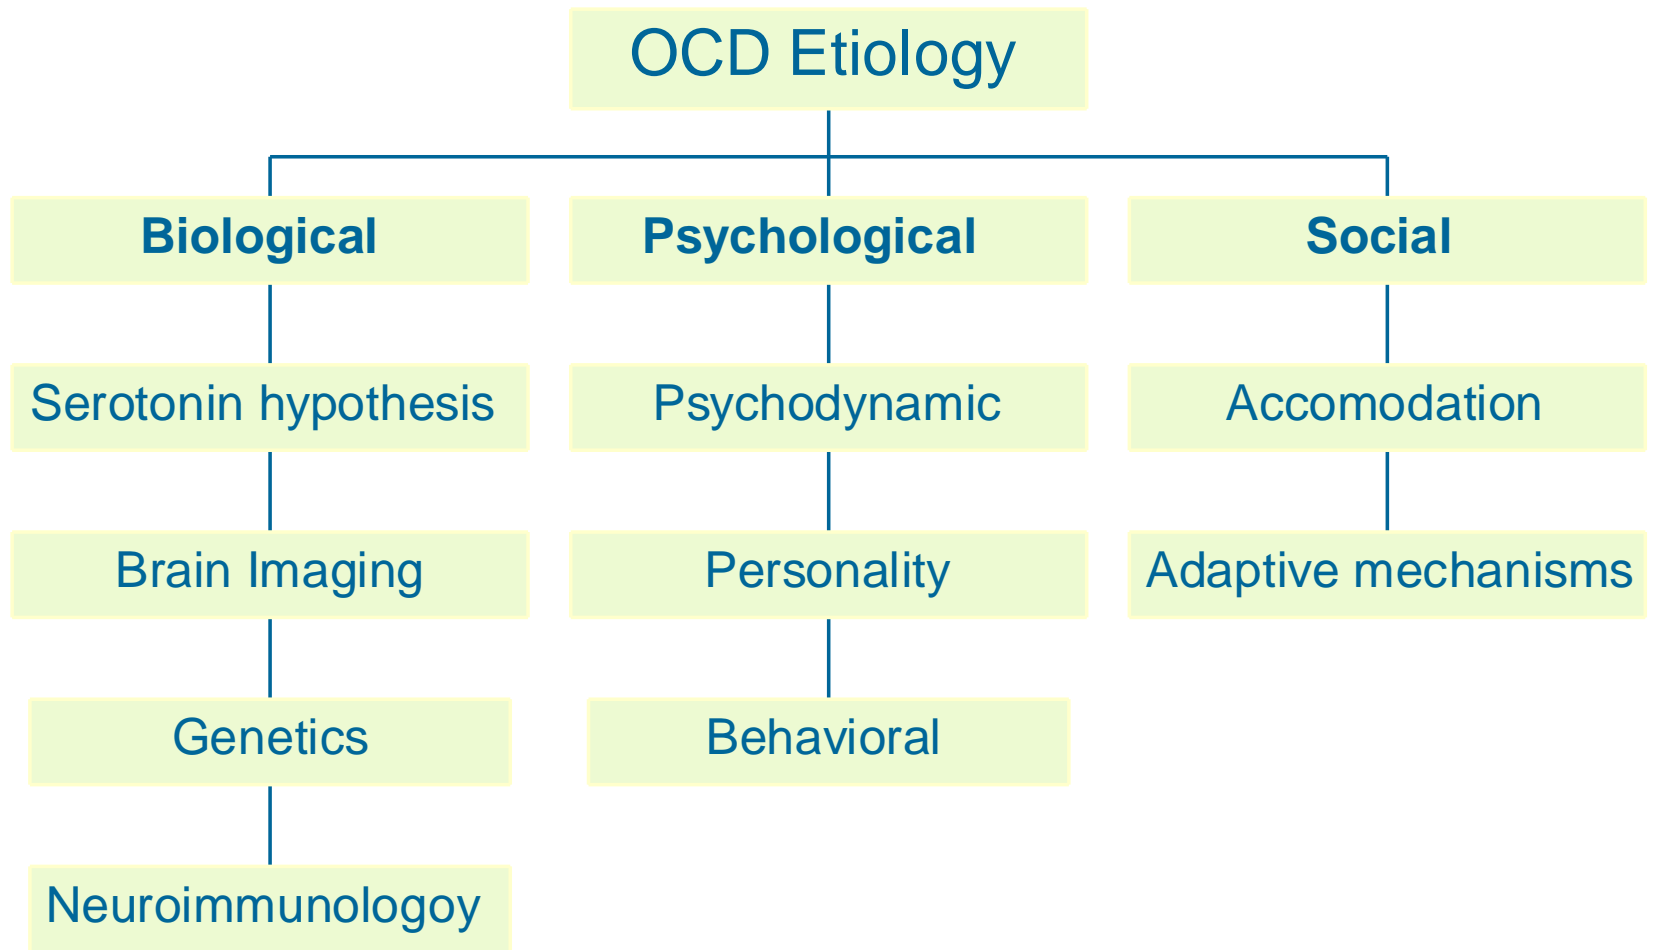 OCD Etiology
Biological
Psychological
Social
Serotonin hypothesis
Psychodynamic
Accomodation
Brain Imaging
Personality
Adaptive mechanisms
Genetics
Behavioral
Neuroimmunologoy